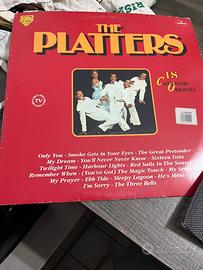 THE
PLATTERS
18
TV
Only You - Smoke Gets in Your Eyes - The Great Pretender
My Dream - You'll Never Never Know - Sixteen Tons
Twilight Time - Harbour Lights - Red Sails In The Sunset
Remember When - (You've Got) The Magic Touch - My Se
My Prayer - Ebb Tide - Sleepy Lagoon - He's Mine
I'm Sorry - The Three Bells